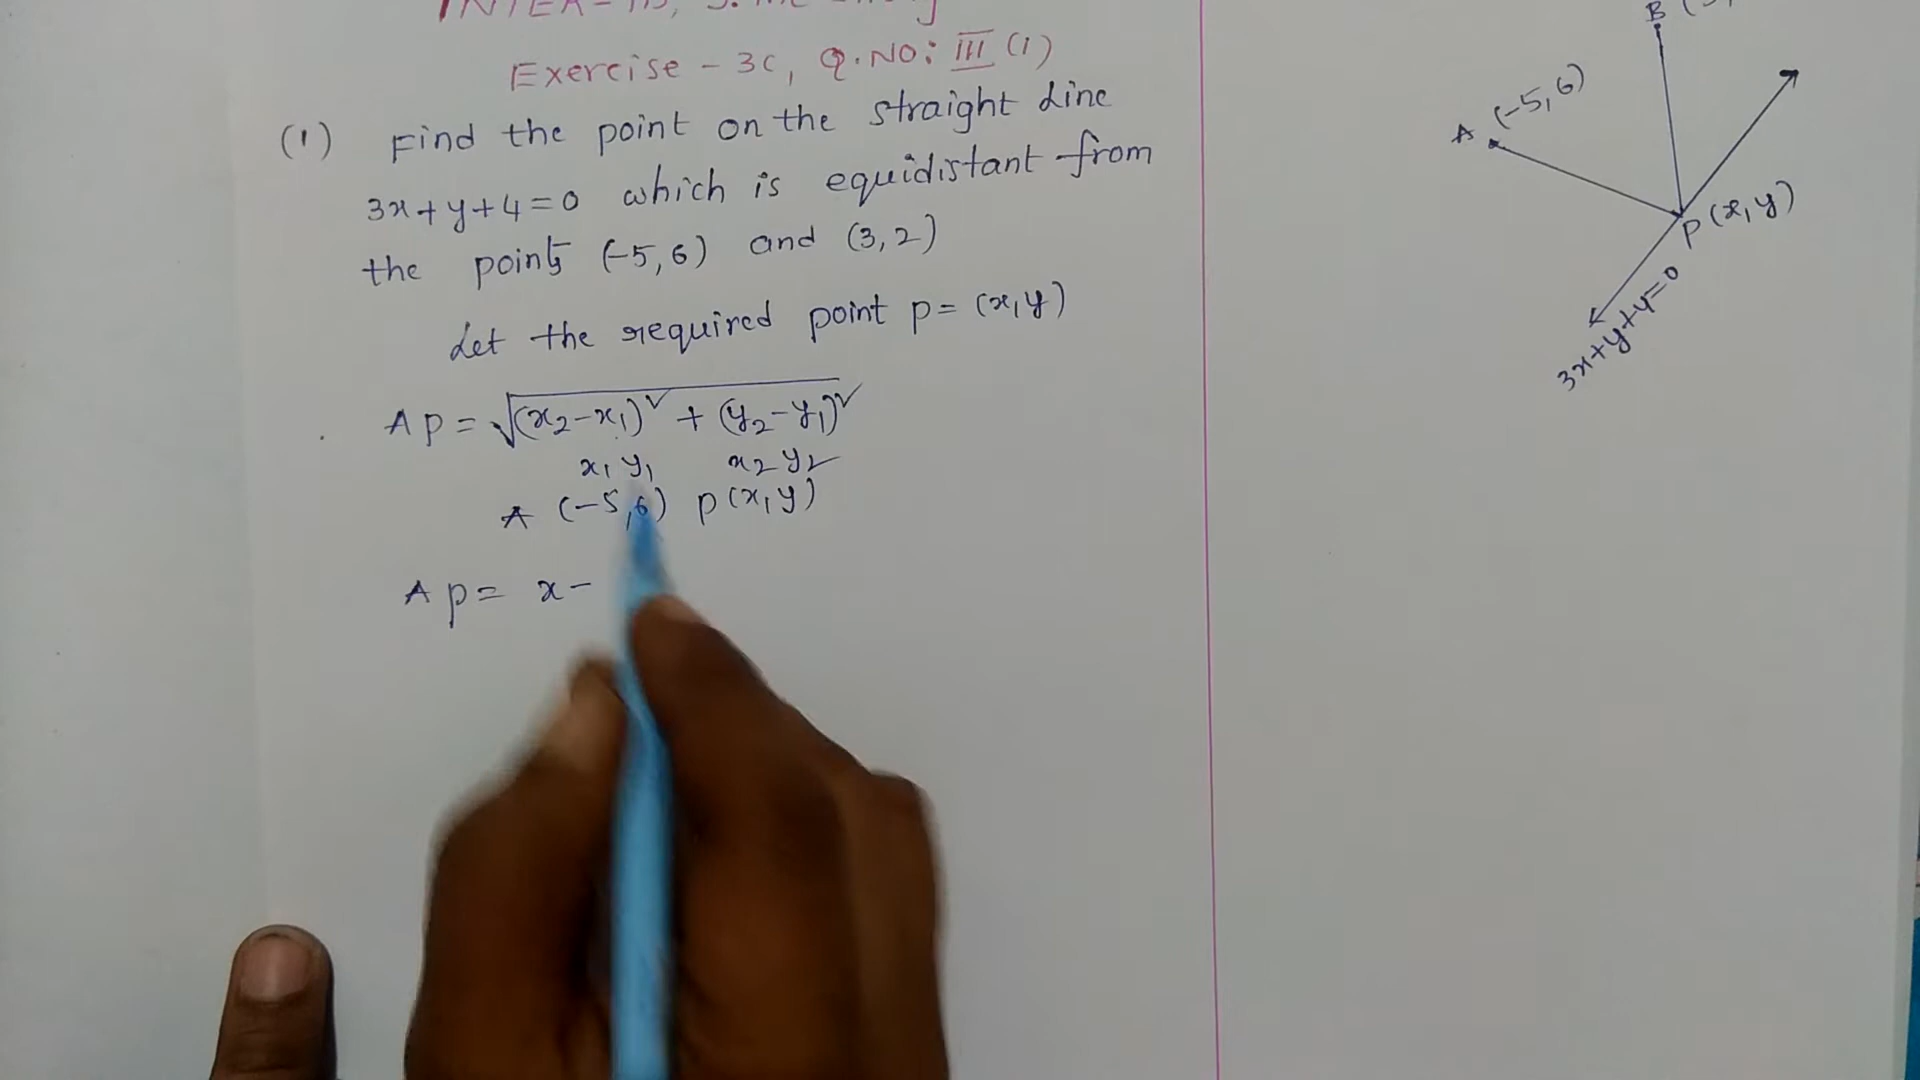 Exercise - 3C, Q.NO: III (1)
(1) Find the point on the straight Line
3x+y+4=0 which is equidistant from
the points (-5,6) and (3,2)
Let the required point P= (x,y)
AP= √(x₂-x₁)² + (y₂-y₁)²
x₁ y₁ x₂ y₂
A (-5,6) P(x,y)
AP= x-
B
A (-5,6)
P(x,y)
3x+y+4=0